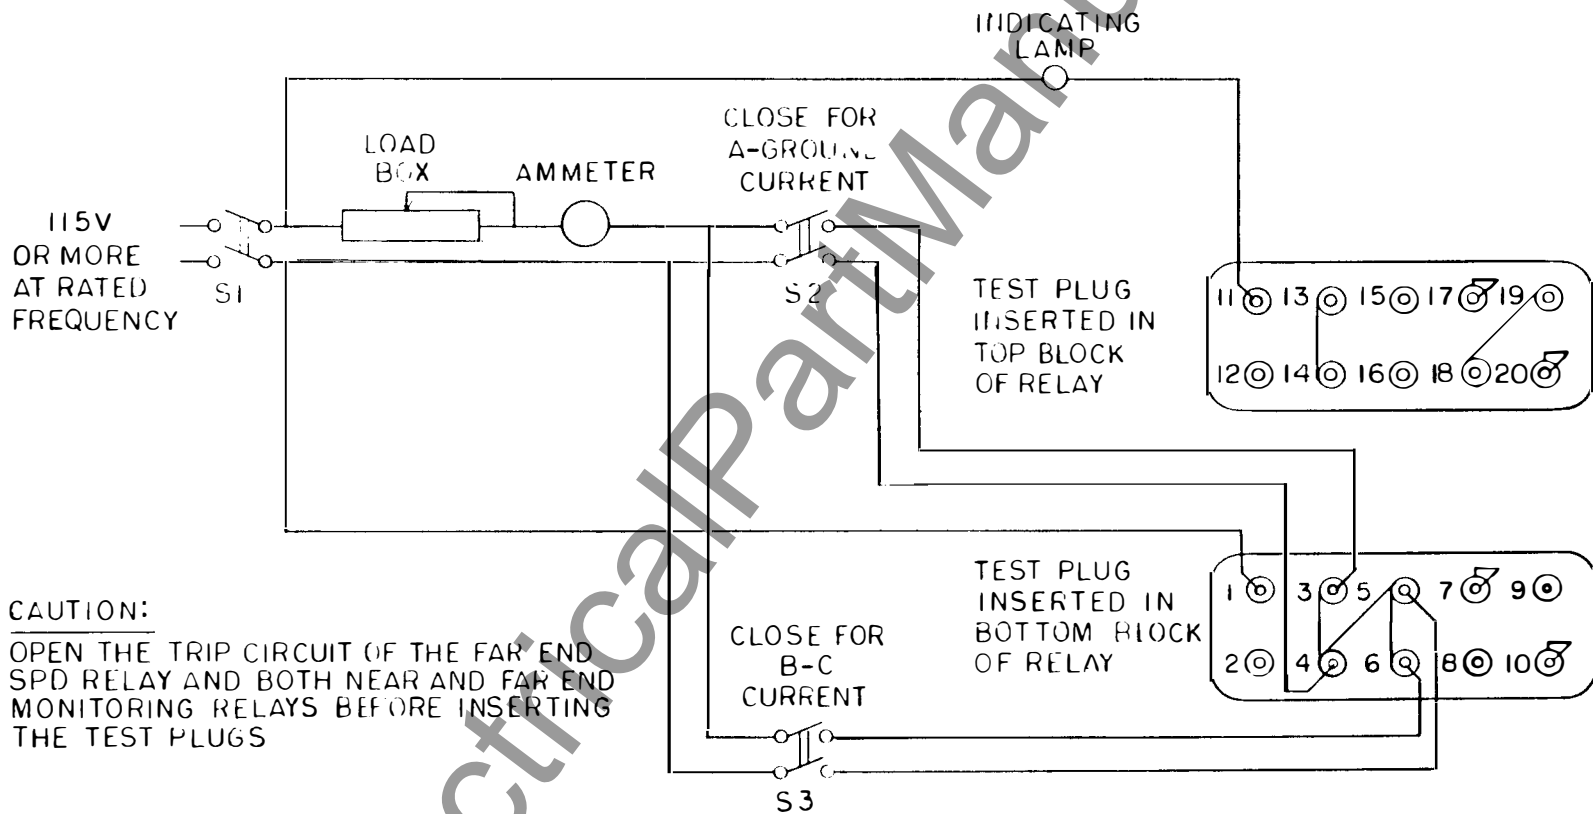 INDICATING
LAMP
CLOSE FOR
A-GROUND
CURRENT
LOAD
BOX
AMMETER
115V
OR MORE
AT RATED
FREQUENCY
S1
S2
TEST PLUG
INSERTED IN
TOP BLOCK
OF RELAY
11 13 15 17 19
12 14 16 18 20
TEST PLUG
INSERTED IN
BOTTOM BLOCK
OF RELAY
1 3 5 7 9
2 4 6 8 10
CAUTION:
OPEN THE TRIP CIRCUIT OF THE FAR END
SPD RELAY AND BOTH NEAR AND FAR END
MONITORING RELAYS BEFORE INSERTING
THE TEST PLUGS
CLOSE FOR
B-C
CURRENT
S3
ctricalPartManu